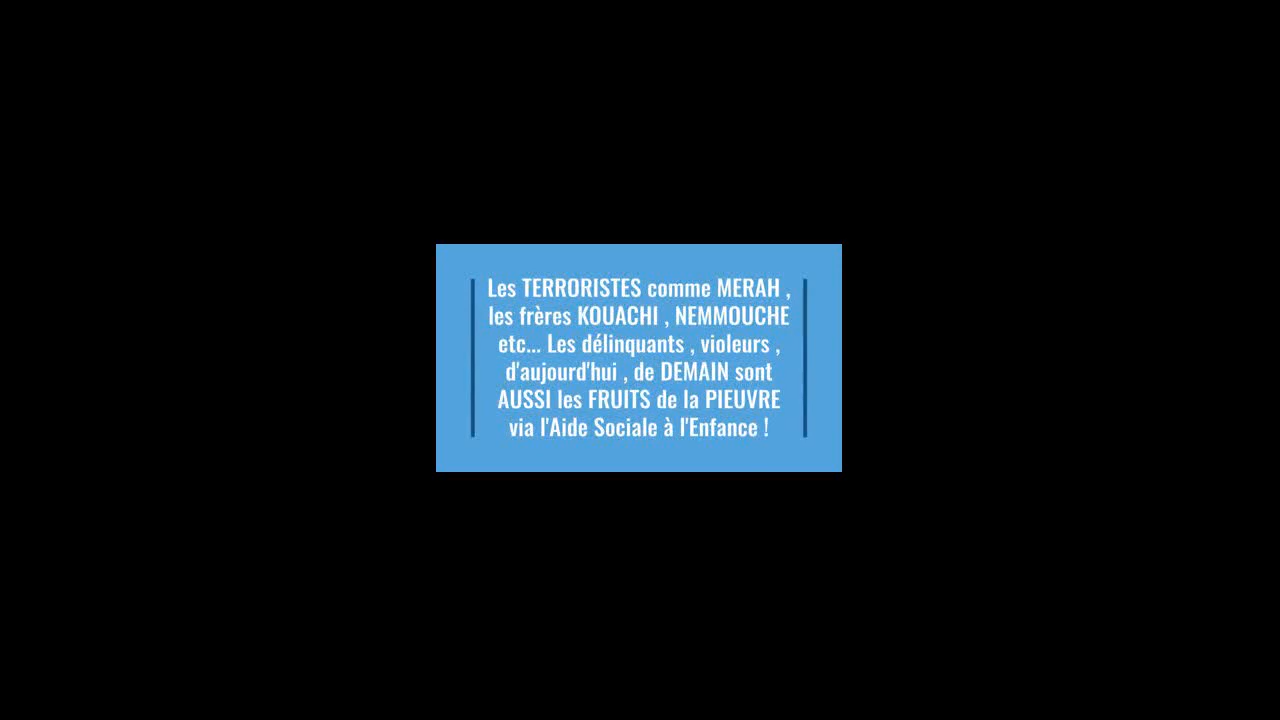 Les TERRORISTES comme MERAH ,
les frères KOUACHI , NEMMOUCHE
etc... Les délinquants , violeurs ,
d'aujourd'hui , de DEMAIN sont
AUSSI les FRUITS de la PIEUVRE
via l'Aide Sociale à l'Enfance !